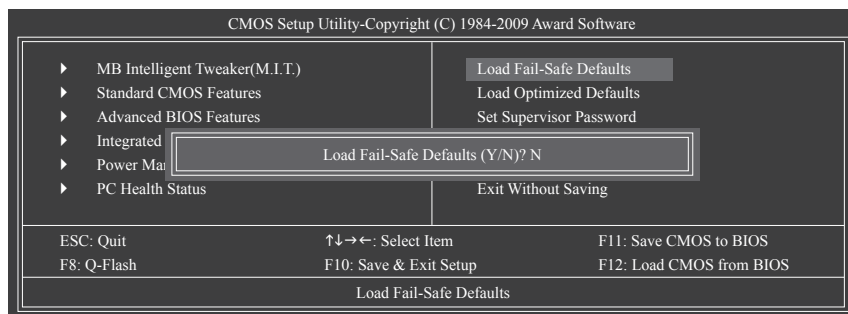 CMOS Setup Utility-Copyright (C) 1984-2009 Award Software
MB Intelligent Tweaker(M.I.T.)
Standard CMOS Features
Advanced BIOS Features
Integrated
PC Health Status
Load Fail-Safe Defaults
Load Optimized Defaults
Set Supervisor Password
Exit Without Saving
Load Fail-Safe Defaults (Y/N)? N
ESC: Quit ↑↓→←: Select Item F11: Save CMOS to BIOS
F8: Q-Flash F10: Save & Exit Setup F12: Load CMOS from BIOS
Load Fail-Safe Defaults